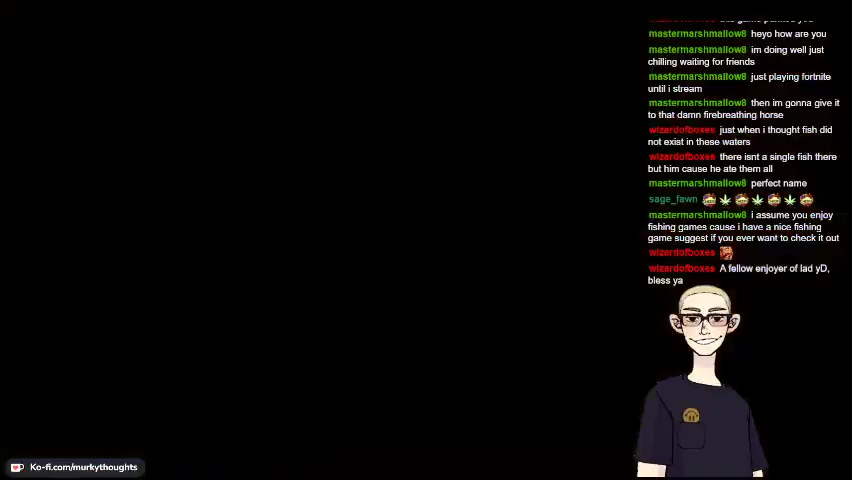 mastermarshmallow8 heyo how are you
mastermarshmallow8 im doing well just
chilling waiting for friends
mastermarshmallow8 just playing fortnite
until i stream
mastermarshmallow8 then im gonna give it
to that damn firebreathing horse
wizardofboxes just when i thought fish did
not exist in these waters
wizardofboxes there isnt a single fish there
but him cause he ate them all
mastermarshmallow8 perfect name
sage_fawn
mastermarshmallow8 i assume you enjoy
fishing games cause i have a nice fishing
game suggest if you ever want to check it out
wizardofboxes
wizardofboxes A fellow enjoyer of lad yD,
bless ya
Ko-fi.com/murkythoughts